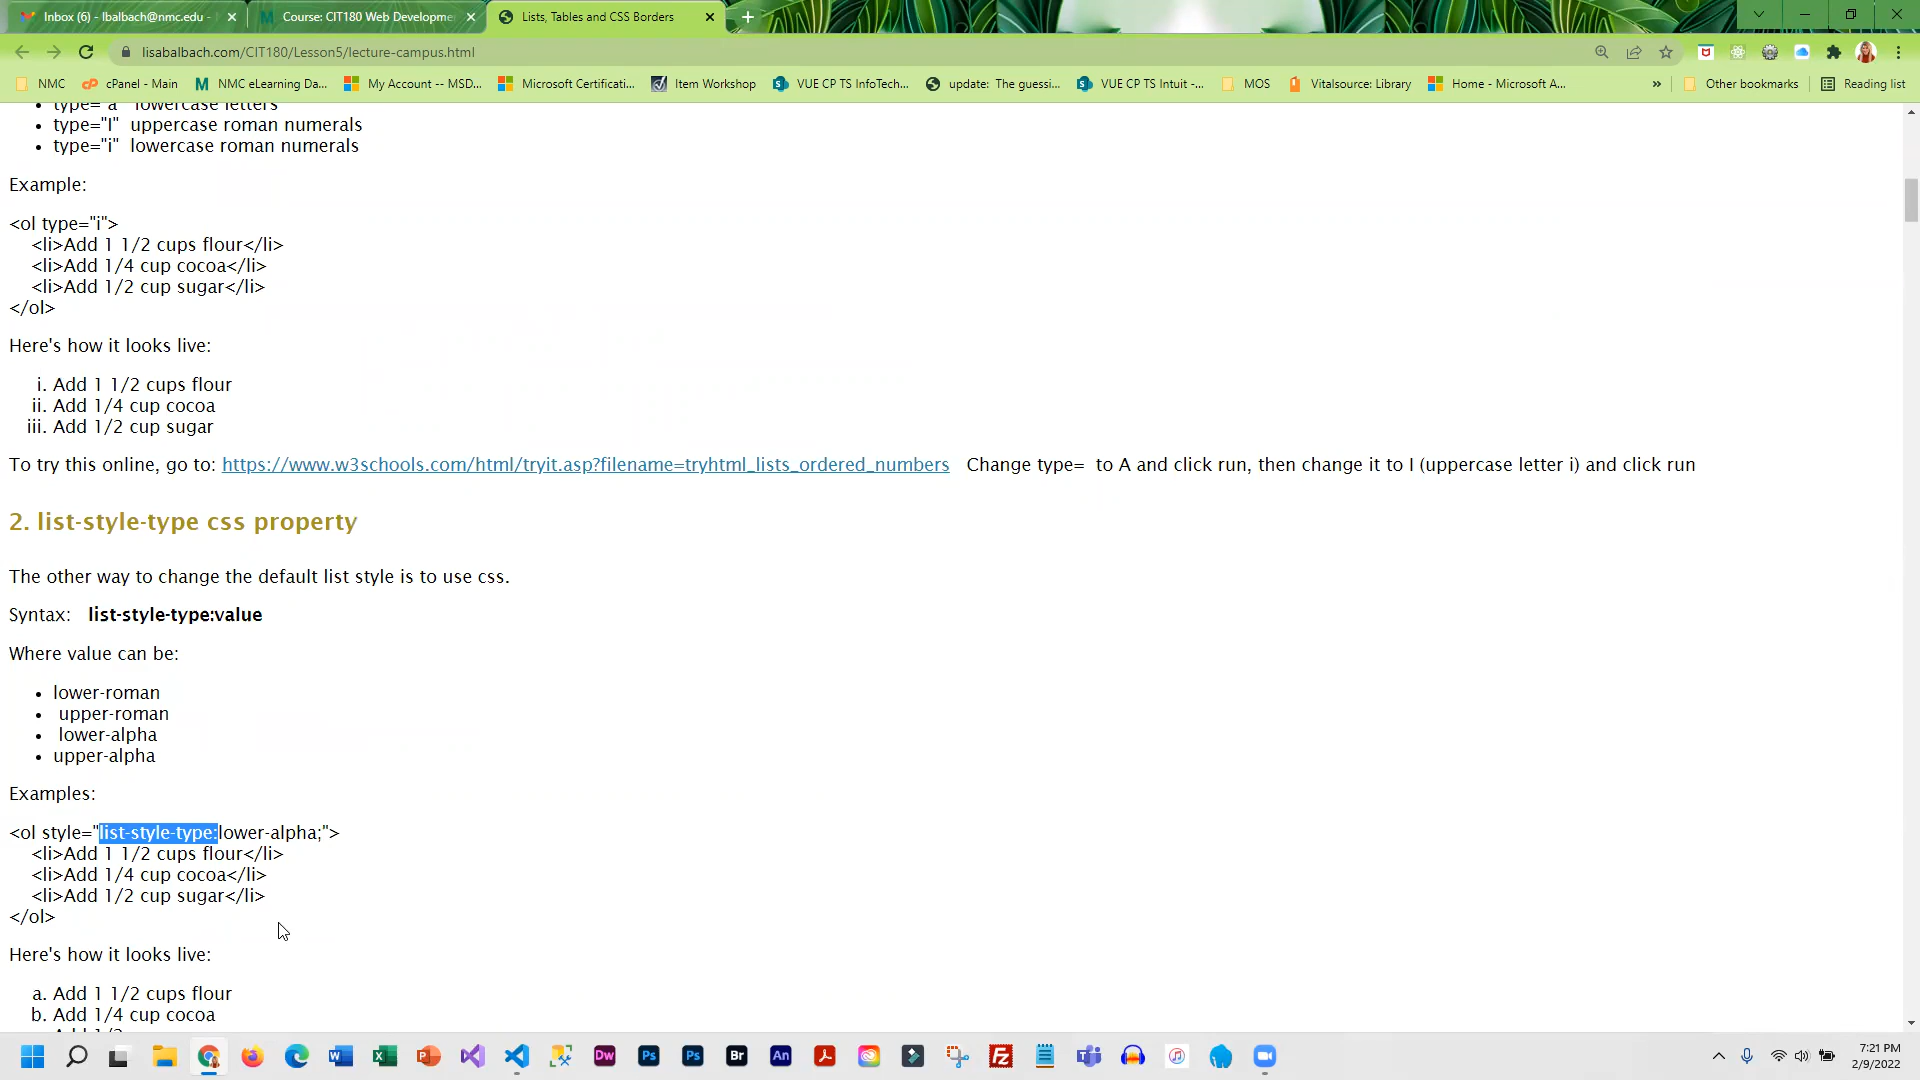 Inbox (6) - lbalbach@nmc.edu -
Course: CIT180 Web Developme
Lists, Tables and CSS Borders
lisabalbach.com/CIT180/Lesson5/lecture-campus.html
NMC
cPanel - Main
NMC eLearning Da...
My Account -- MSD...
Microsoft Certificati...
Item Workshop
VUE CP TS InfoTech...
update: The guessi...
VUE CP TS Intuit -...
MOS
Vitalsource: Library
Home - Microsoft A...
»
Other bookmarks
Reading list
• type="a" lowercase letters
• type="I" uppercase roman numerals
• type="i" lowercase roman numerals
Example:
<ol type="i">
<li>Add 1 1/2 cups flour</li>
<li>Add 1/4 cup cocoa</li>
<li>Add 1/2 cup sugar</li>
</ol>
Here's how it looks live:
i. Add 1 1/2 cups flour
ii. Add 1/4 cup cocoa
iii. Add 1/2 cup sugar
To try this online, go to: https://www.w3schools.com/html/tryit.asp?filename=tryhtml_lists_ordered_numbers Change type= to A and click run, then change it to I (uppercase letter i) and click run
2. list-style-type css property
The other way to change the default list style is to use css.
Syntax: list-style-type:value
Where value can be:
• lower-roman
• upper-roman
• lower-alpha
• upper-alpha
Examples:
<ol style="list-style-type:lower-alpha;">
<li>Add 1 1/2 cups flour</li>
<li>Add 1/4 cup cocoa</li>
<li>Add 1/2 cup sugar</li>
</ol>
Here's how it looks live:
a. Add 1 1/2 cups flour
b. Add 1/4 cup cocoa
Dw
Ps
Ps
Br
An
7:21 PM
2/9/2022